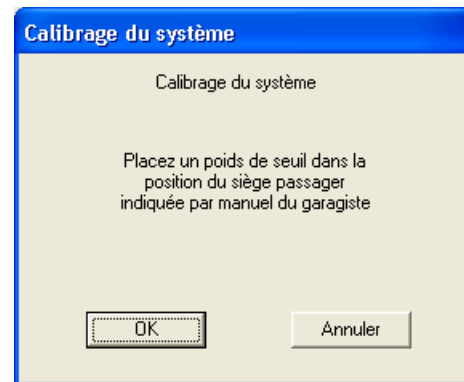 Calibrage du système
Calibrage du système
Placez un poids de seuil dans la
position du siège passager
indiquée par manuel du garagiste
OK
Annuler